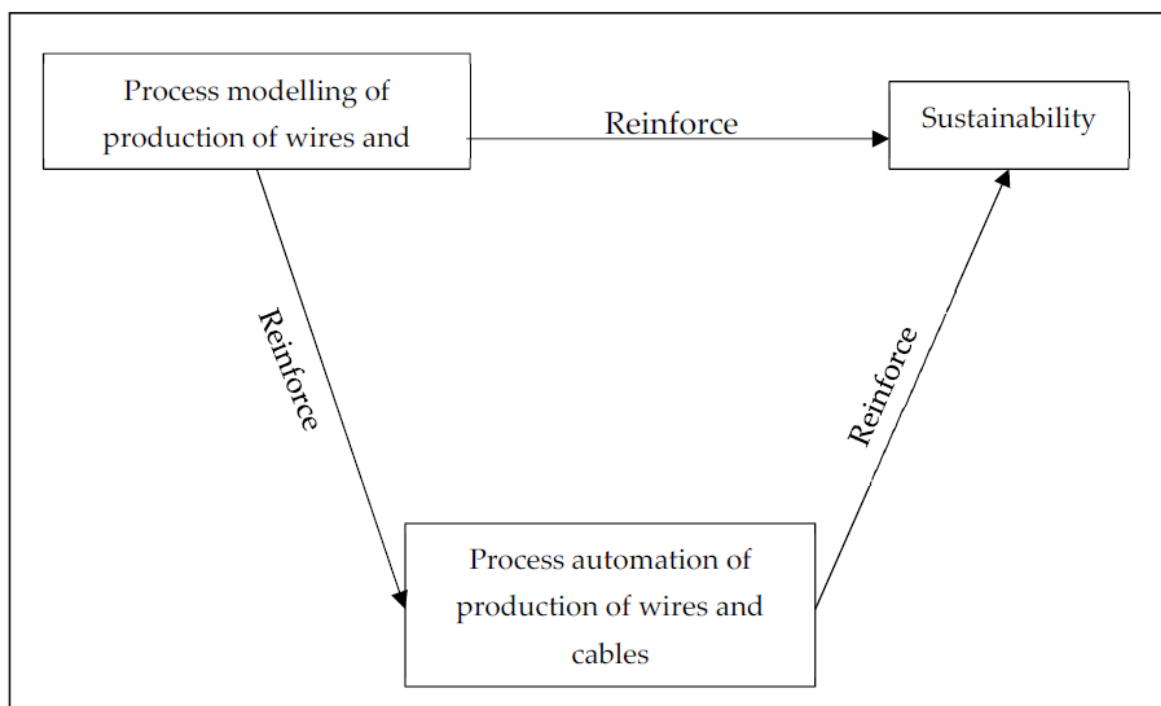 Process modelling of
production of wires and
Reinforce
Sustainability
Reinforce
Reinforce
Process automation of
production of wires and
cables